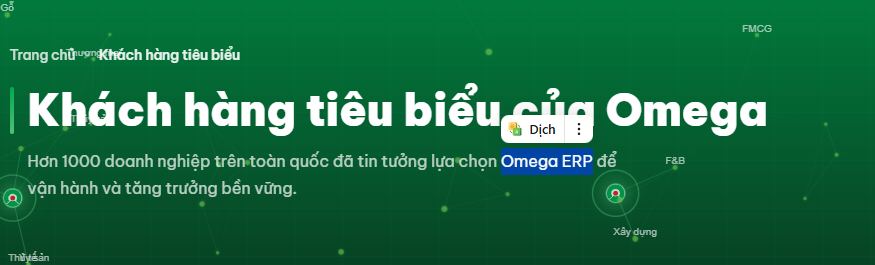 Gỗ
FMCG
Trang chủ Khách hàng tiêu biểu
Khách hàng tiêu biểu của Omega
Dịch
Hơn 1000 doanh nghiệp trên toàn quốc đã tin tưởng lựa chọn Omega ERP để
F&B
vận hành và tăng trưởng bền vững.
Xây dựng